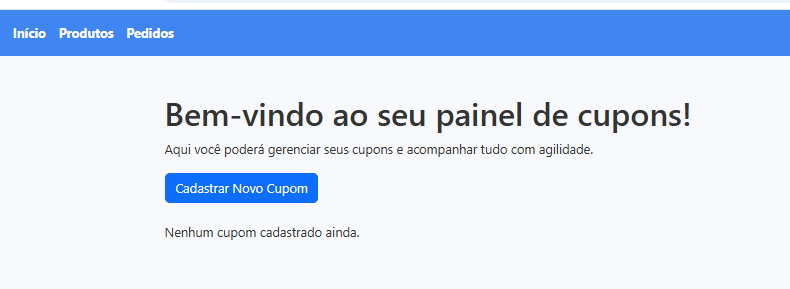 Início Produtos Pedidos
Bem-vindo ao seu painel de cupons!
Aqui você poderá gerenciar seus cupons e acompanhar tudo com agilidade.
Cadastrar Novo Cupom
Nenhum cupom cadastrado ainda.